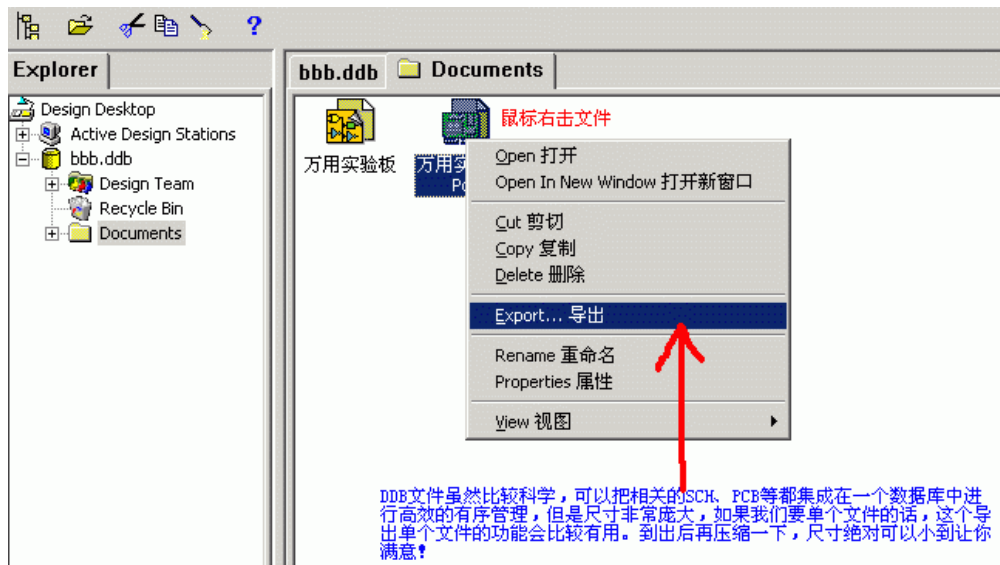 Explorer
bbb.ddb
Documents
Design Desktop
Active Design Stations
bbb.ddb
Design Team
Recycle Bin
Documents
万用实验板
万用实
鼠标右击文件
Open 打开
Open In New Window 打开新窗口
Cut 剪切
Copy 复制
Delete 删除
Export... 导出
Rename 重命名
Properties 属性
View 视图
DDB文件虽然比较科学，可以把相关的SCH、PCB等都集成在一个数据库中进
行高效的有序管理，但是尺寸非常庞大，如果我们要单个文件的话，这个导
出单个文件的功能会比较有用。到出后再压缩一下，尺寸绝对可以小到让你
满意！